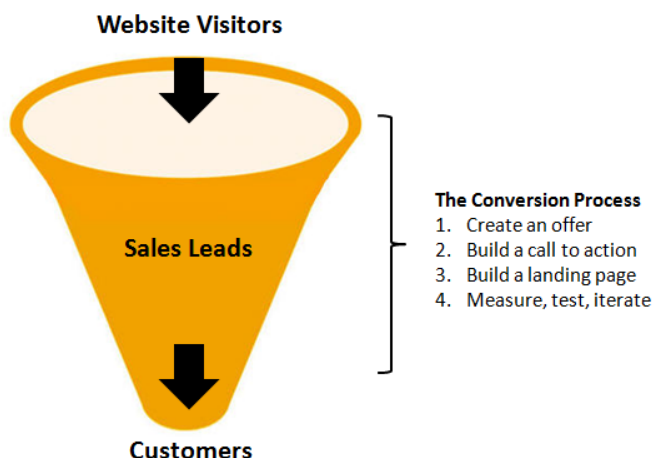 Website Visitors
Sales Leads
The Conversion Process
1. Create an offer
2. Build a call to action
3. Build a landing page
4. Measure, test, iterate
Customers